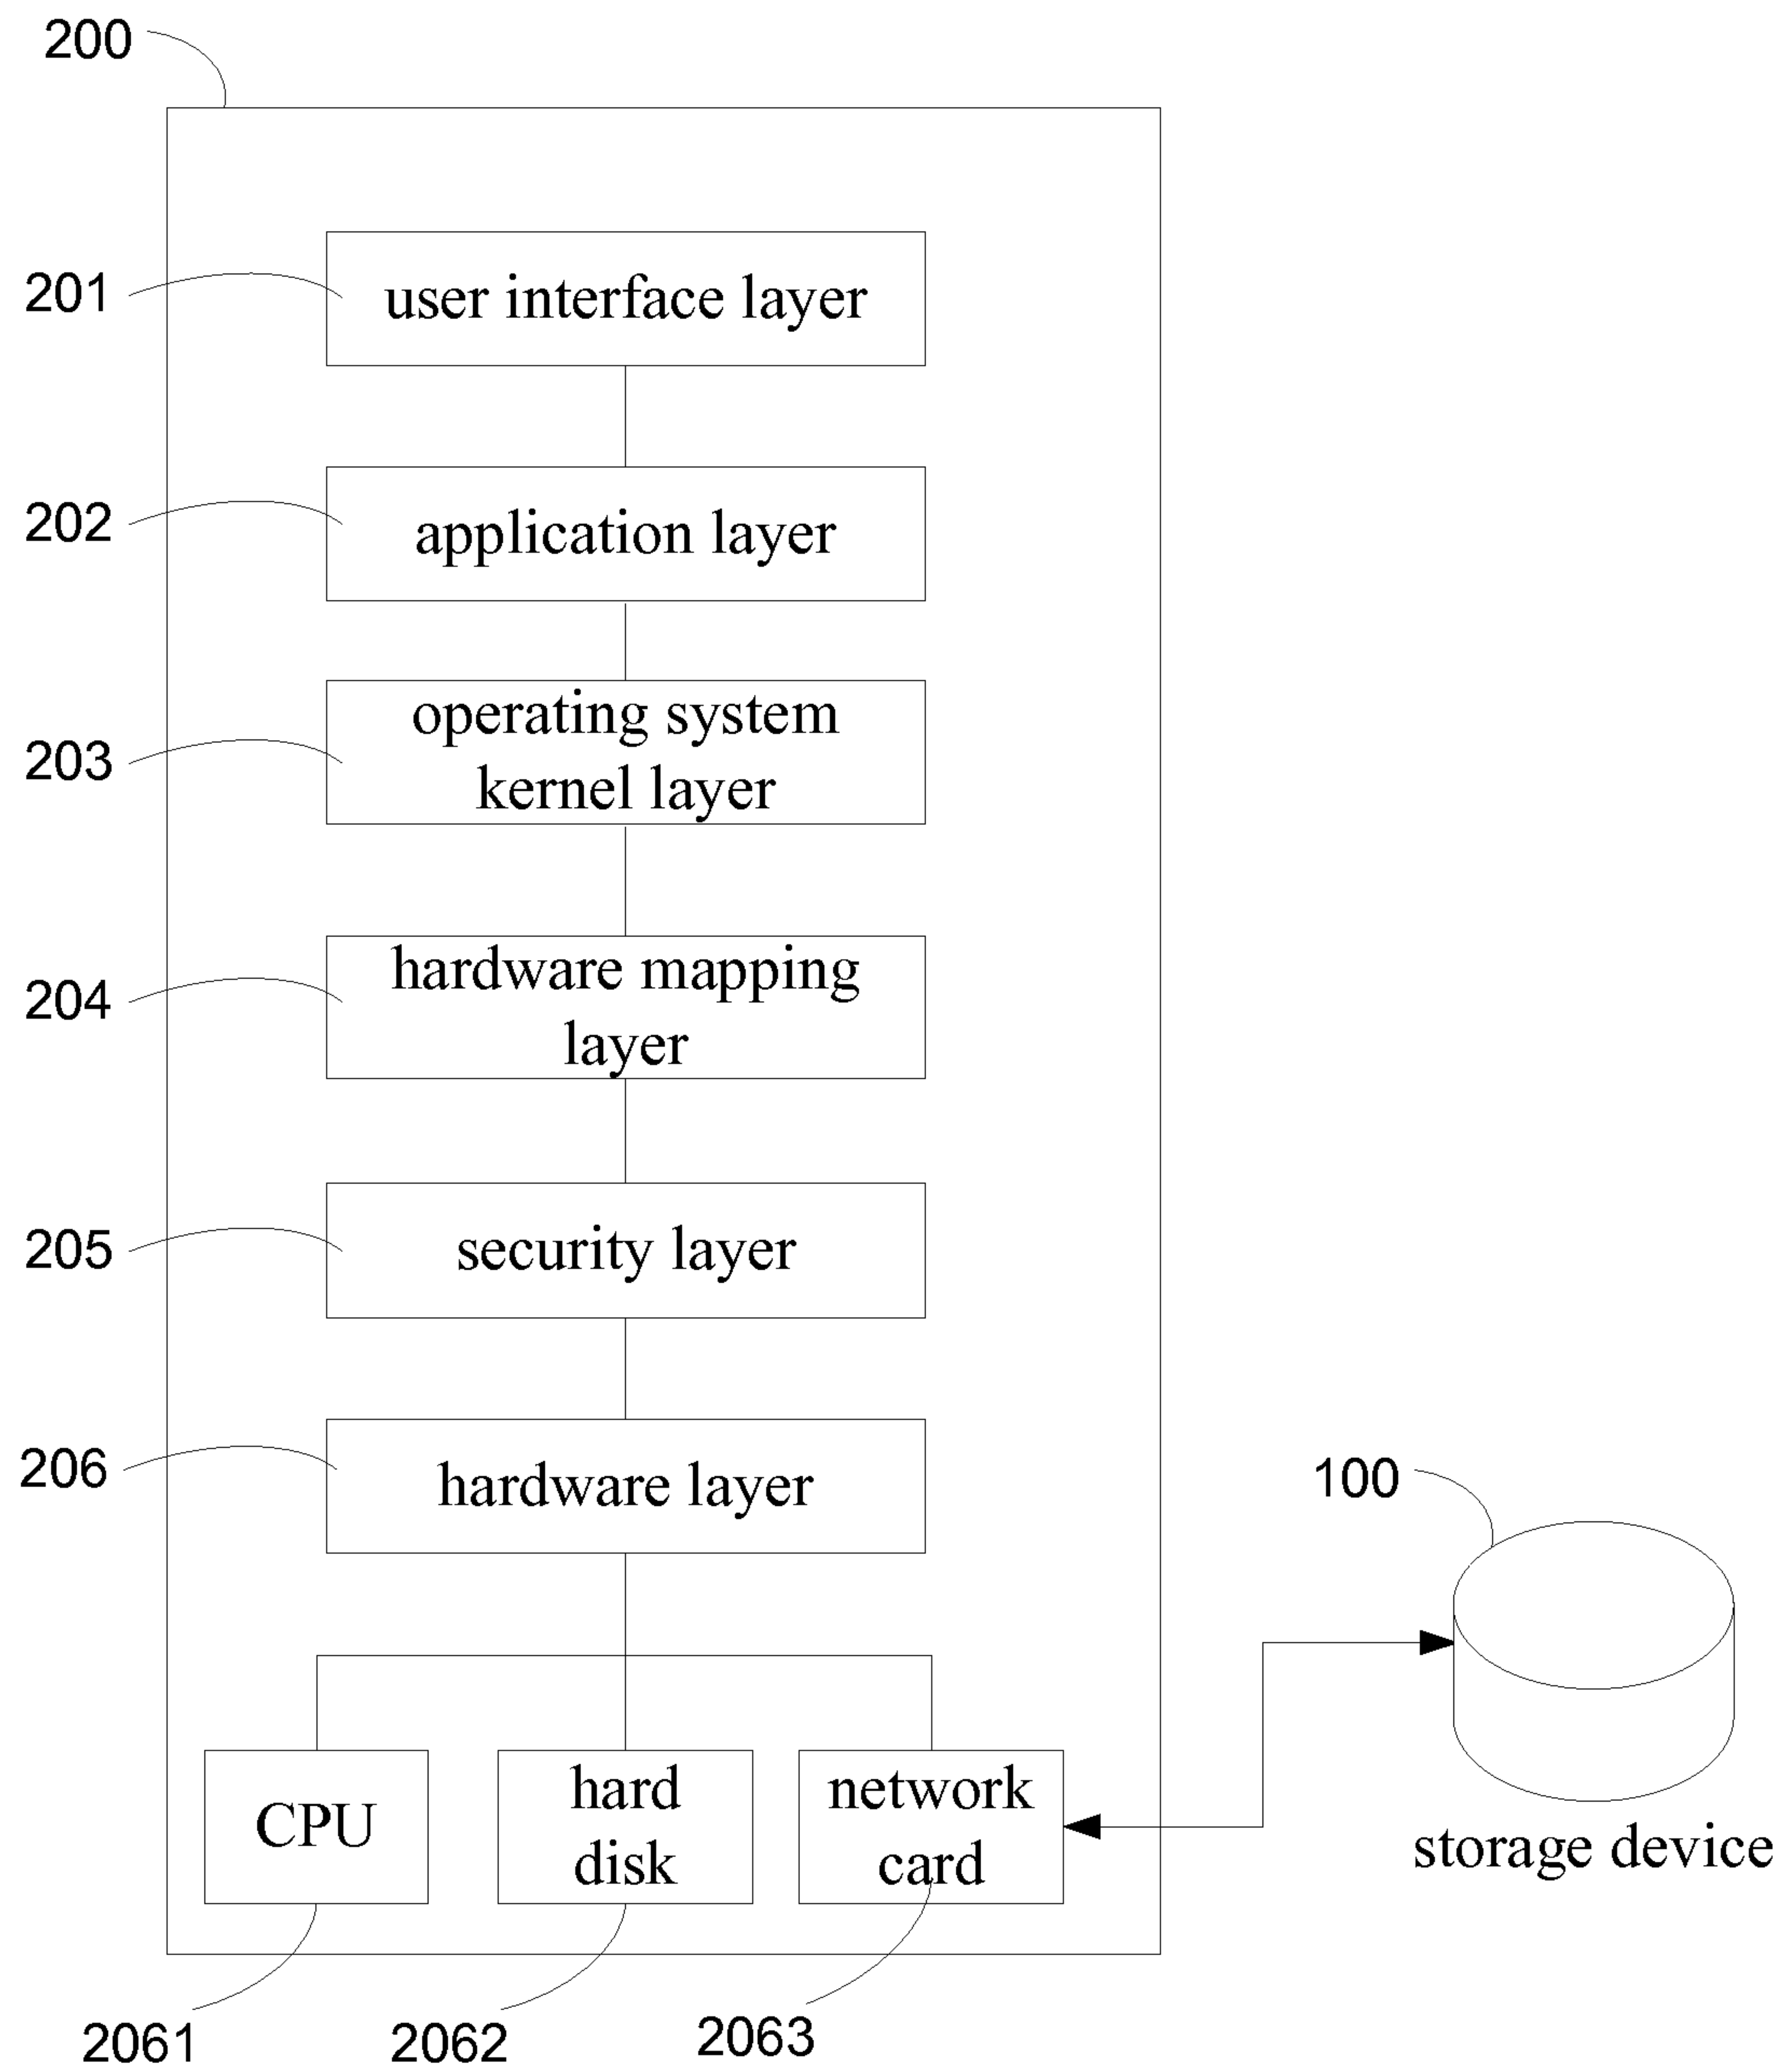 200
201
user interface layer
202
application layer
203
operating system
kernel layer
204
hardware mapping
layer
205
security layer
206
hardware layer
100
CPU
hard
disk
network
card
storage device
2061
2062
2063